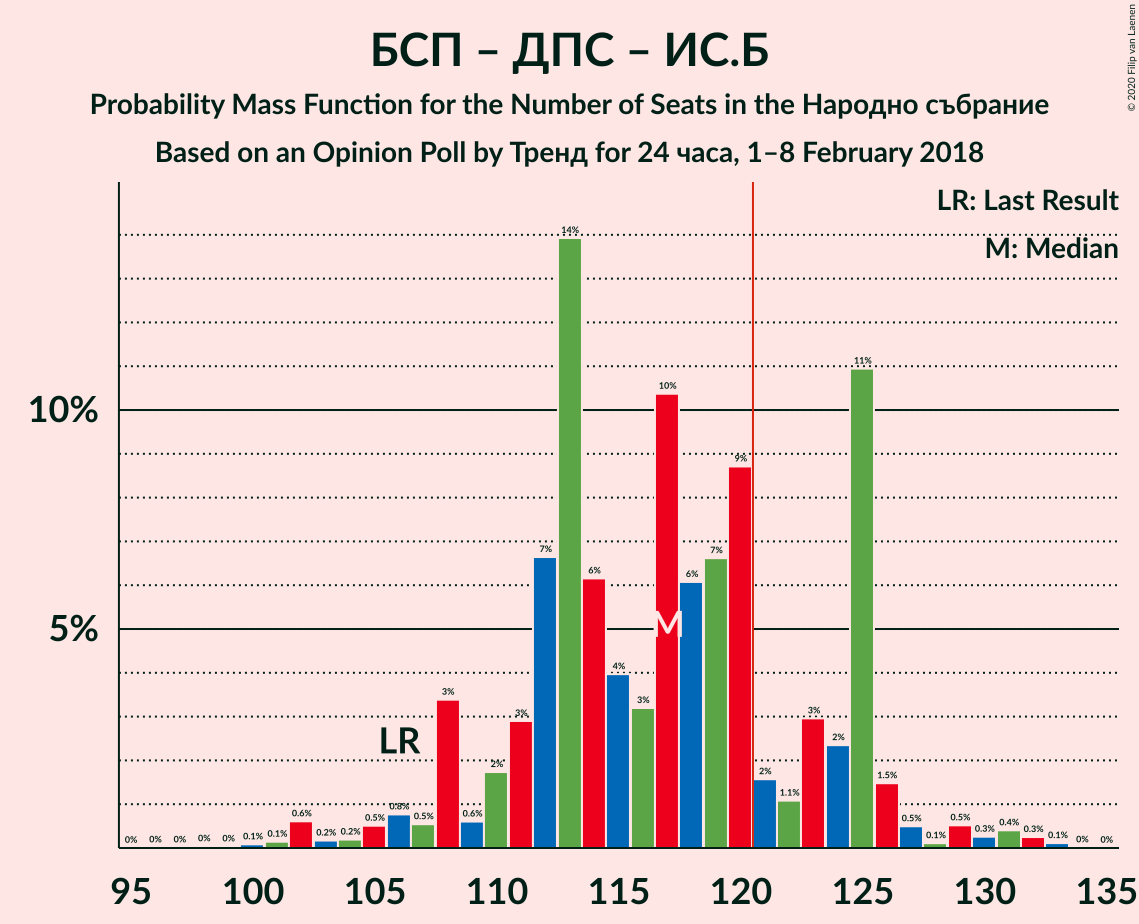 БСП – ДПС – ИС.Б
Probability Mass Function for the Number of Seats in the Народно събрание
Based on an Opinion Poll by Тренд for 24 часа, 1–8 February 2018
© 2020 Filip van Laenen
LR: Last Result
M: Median
10%
5%
0% 0% 0% 0% 0% 0.1% 0.1% 0.6% 0.2% 0.2% 0.5% 0.8% 0.5% 3% 0.6% 2% 3% 7% 14% 6% 4% 3% 10% 6% 7% 9% 2% 1.1% 3% 2% 11% 1.5% 0.5% 0.1% 0.5% 0.3% 0.4% 0.3% 0.1% 0% 0%
LR
M
95 100 105 110 115 120 125 130 135